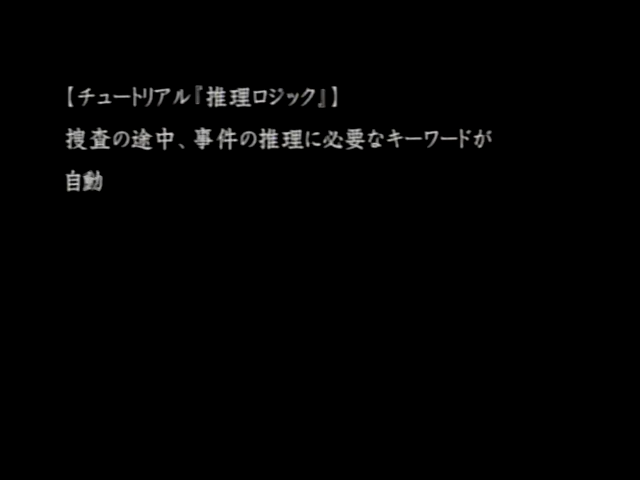 【チュートリアル『推理ロジック』】
捜査の途中、事件の推理に必要なキーワードが
自動